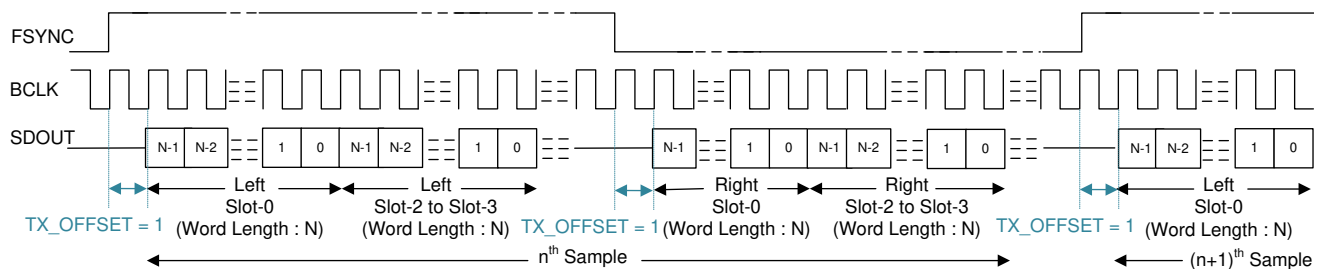 FSYNC
BCLK
SDOUT
N-1 N-2 1 0 N-1 N-2 1 0 N-1 1 0 N-1 N-2 1 0 N-1 N-2 1 0
TX_OFFSET = 1
Left
Slot-0
(Word Length : N)
Left
Slot-2 to Slot-3
(Word Length : N)
TX_OFFSET = 1
Right
Slot-0
(Word Length : N)
Right
Slot-2 to Slot-3
(Word Length : N)
TX_OFFSET = 1
Left
Slot-0
(Word Length : N)
nth Sample
(n+1)th Sample